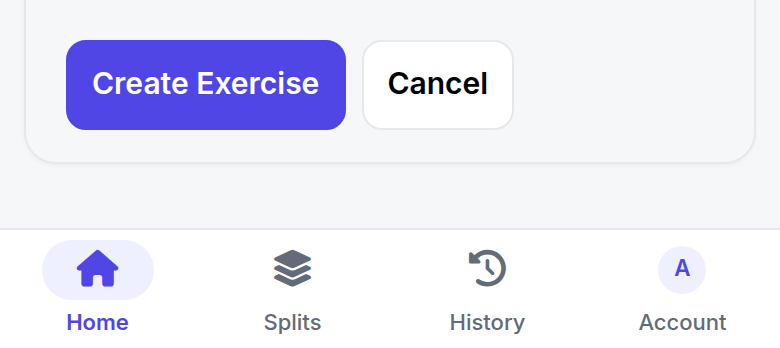 Create Exercise
Cancel
A
Home
Splits
History
Account